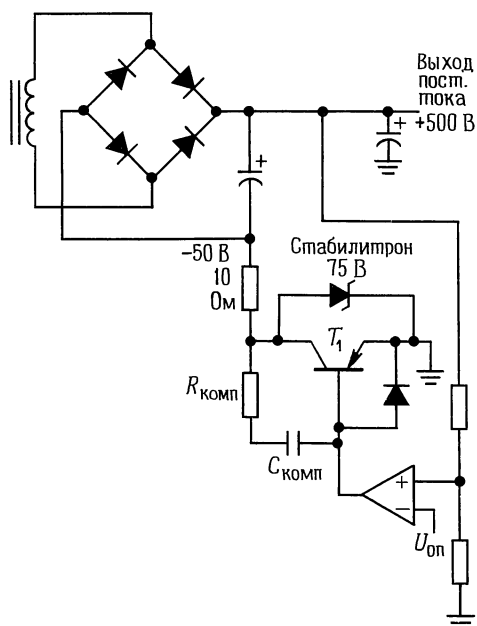 Выход
пост.
тока
+ +500 В
+
−50 В
10
Ом
Стабилитрон
75 В
T₁
Rкомп
Cкомп
+
−
Uоп